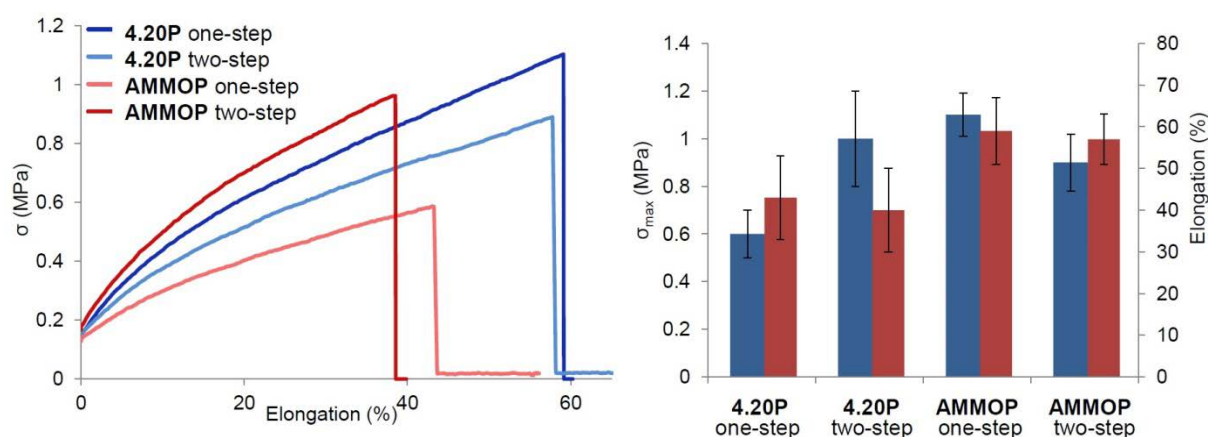 4.20P one-step
4.20P two-step
AMMOP one-step
AMMOP two-step
1.2
1
0.8
0.6
0.4
0.2
0
σ (MPa)
0
20
40
60
Elongation (%)
1.4
1.2
1
0.8
0.6
0.4
0.2
0
σmax (MPa)
80
70
60
50
40
30
20
10
0
Elongation (%)
4.20P
one-step
4.20P
two-step
AMMOP
one-step
AMMOP
two-step